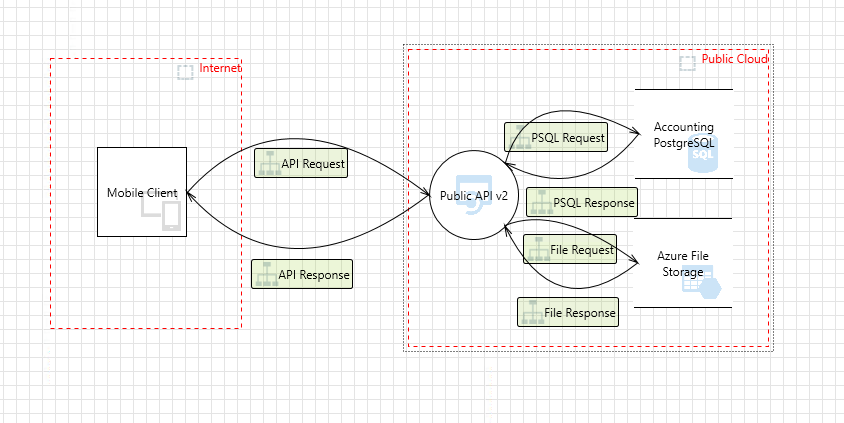 Internet
Public Cloud
Mobile Client
API Request
API Response
Public API v2
PSQL Request
PSQL Response
File Request
File Response
Accounting
PostgreSQL
SQL
Azure File
Storage